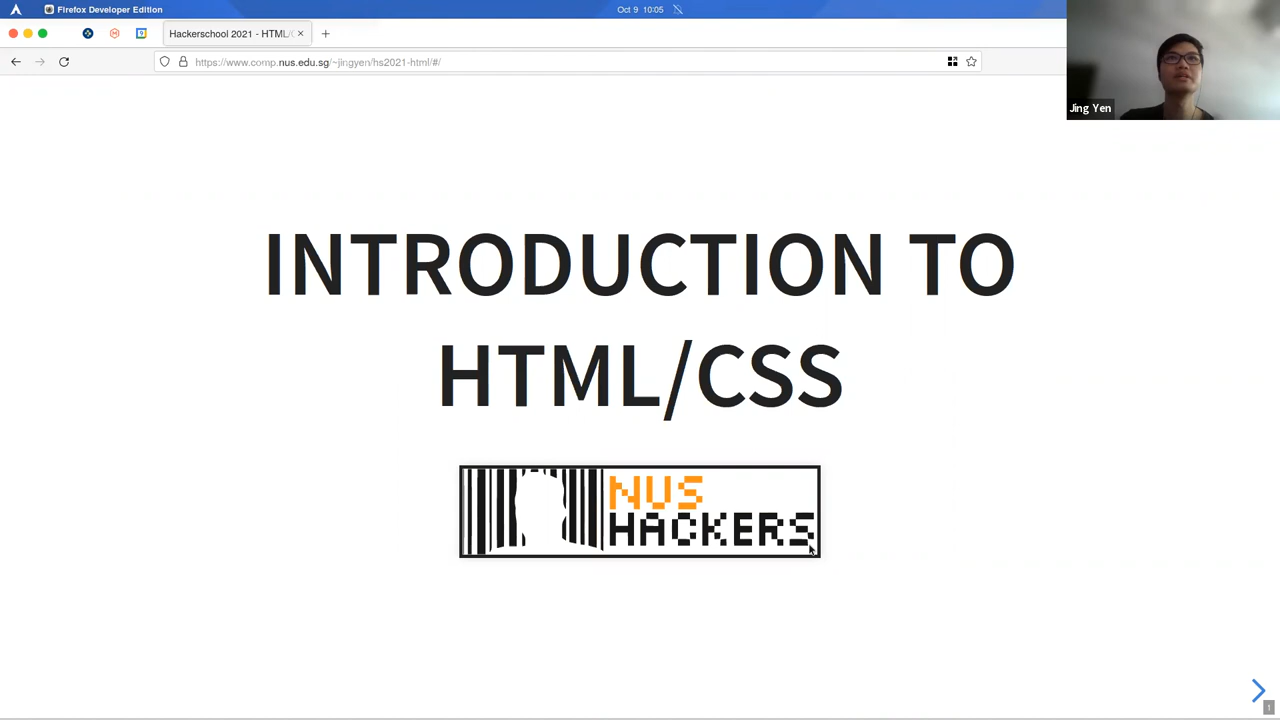 Firefox Developer Edition
Oct 9 10:05
Hackerschool 2021 - HTML/
https://www.comp.nus.edu.sg/~jingyen/hs2021-html/#/
Jing Yen
INTRODUCTION TO
HTML/CSS
NUS
HACKERS
1